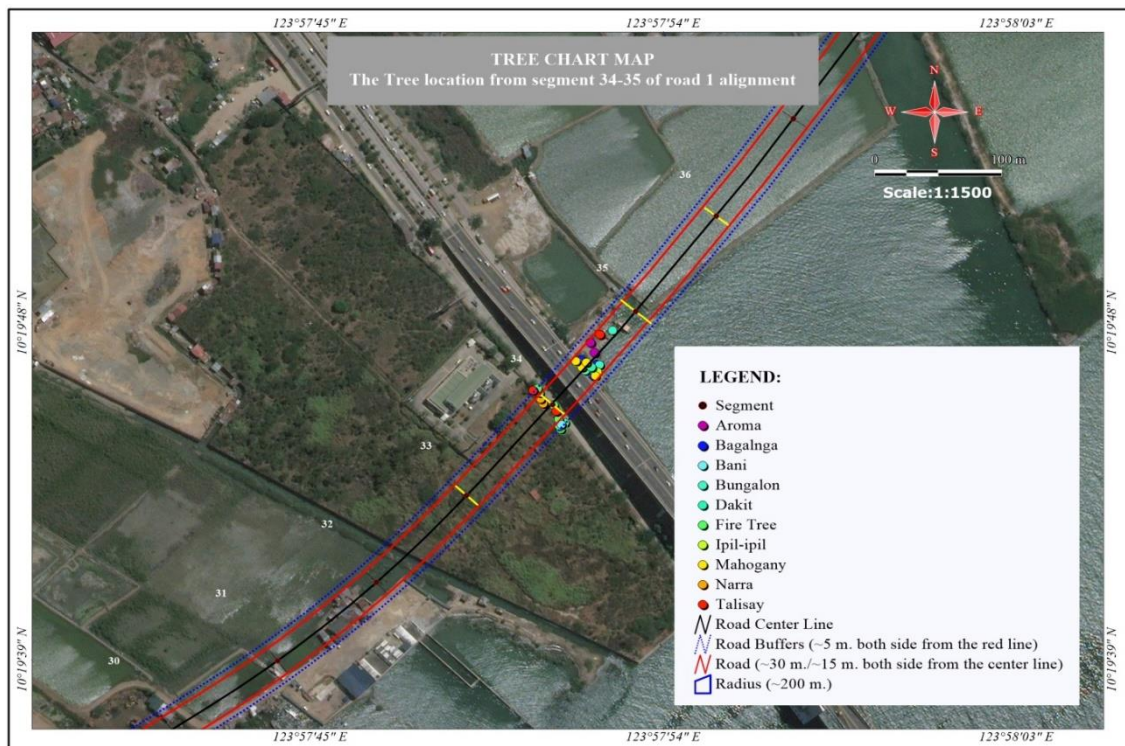 123°57'45" E
123°57'54" E
123°58'03" E
TREE CHART MAP
The Tree location from segment 34-35 of road 1 alignment
N
W E
S
0 100 m
Scale:1:1500
36
35
34
33
32
31
30
10°19'48" N
10°19'48" N
10°19'39" N
10°19'39" N
LEGEND:
Segment
Aroma
Bagalnga
Bani
Bungalon
Dakit
Fire Tree
Ipil-ipil
Mahogany
Narra
Talisay
Road Center Line
Road Buffers (~5 m. both side from the red line)
Road (~30 m./~15 m. both side from the center line)
Radius (~200 m.)
123°57'45" E
123°57'54" E
123°58'03" E